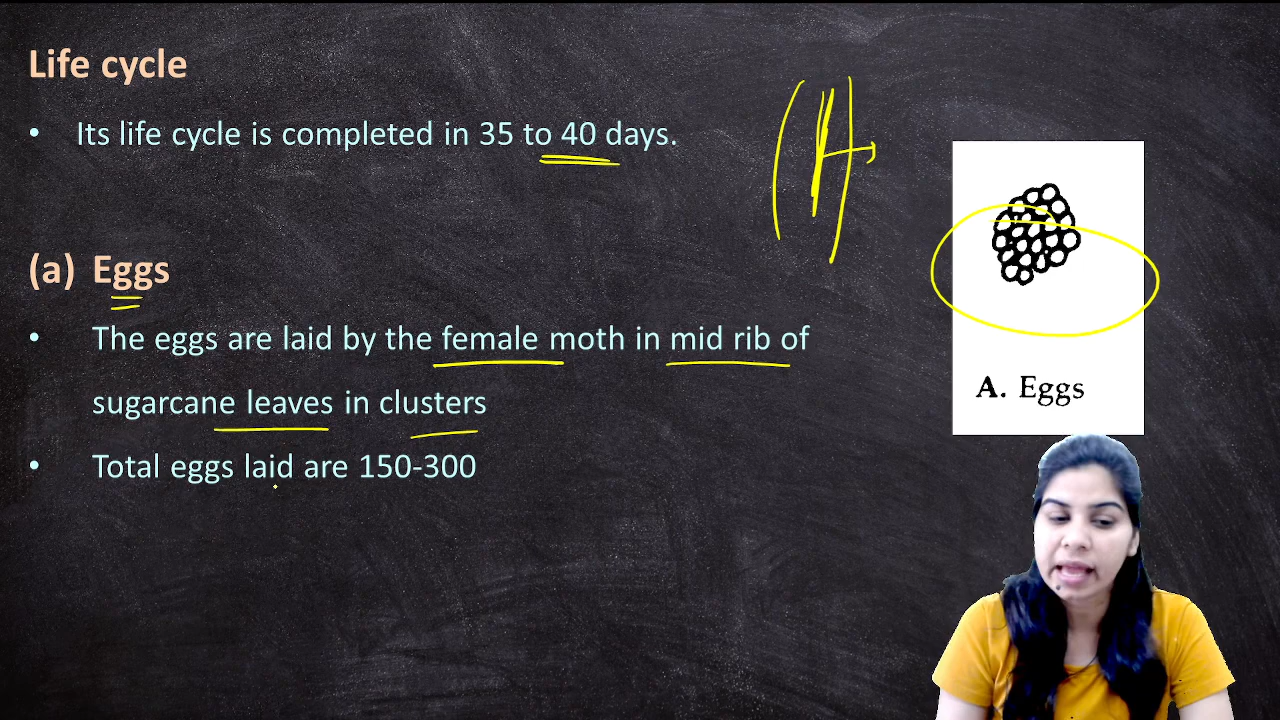 Life cycle
• Its life cycle is completed in 35 to 40 days.
(a) Eggs
• The eggs are laid by the female moth in mid rib of
sugarcane leaves in clusters
• Total eggs laid are 150-300
A. Eggs